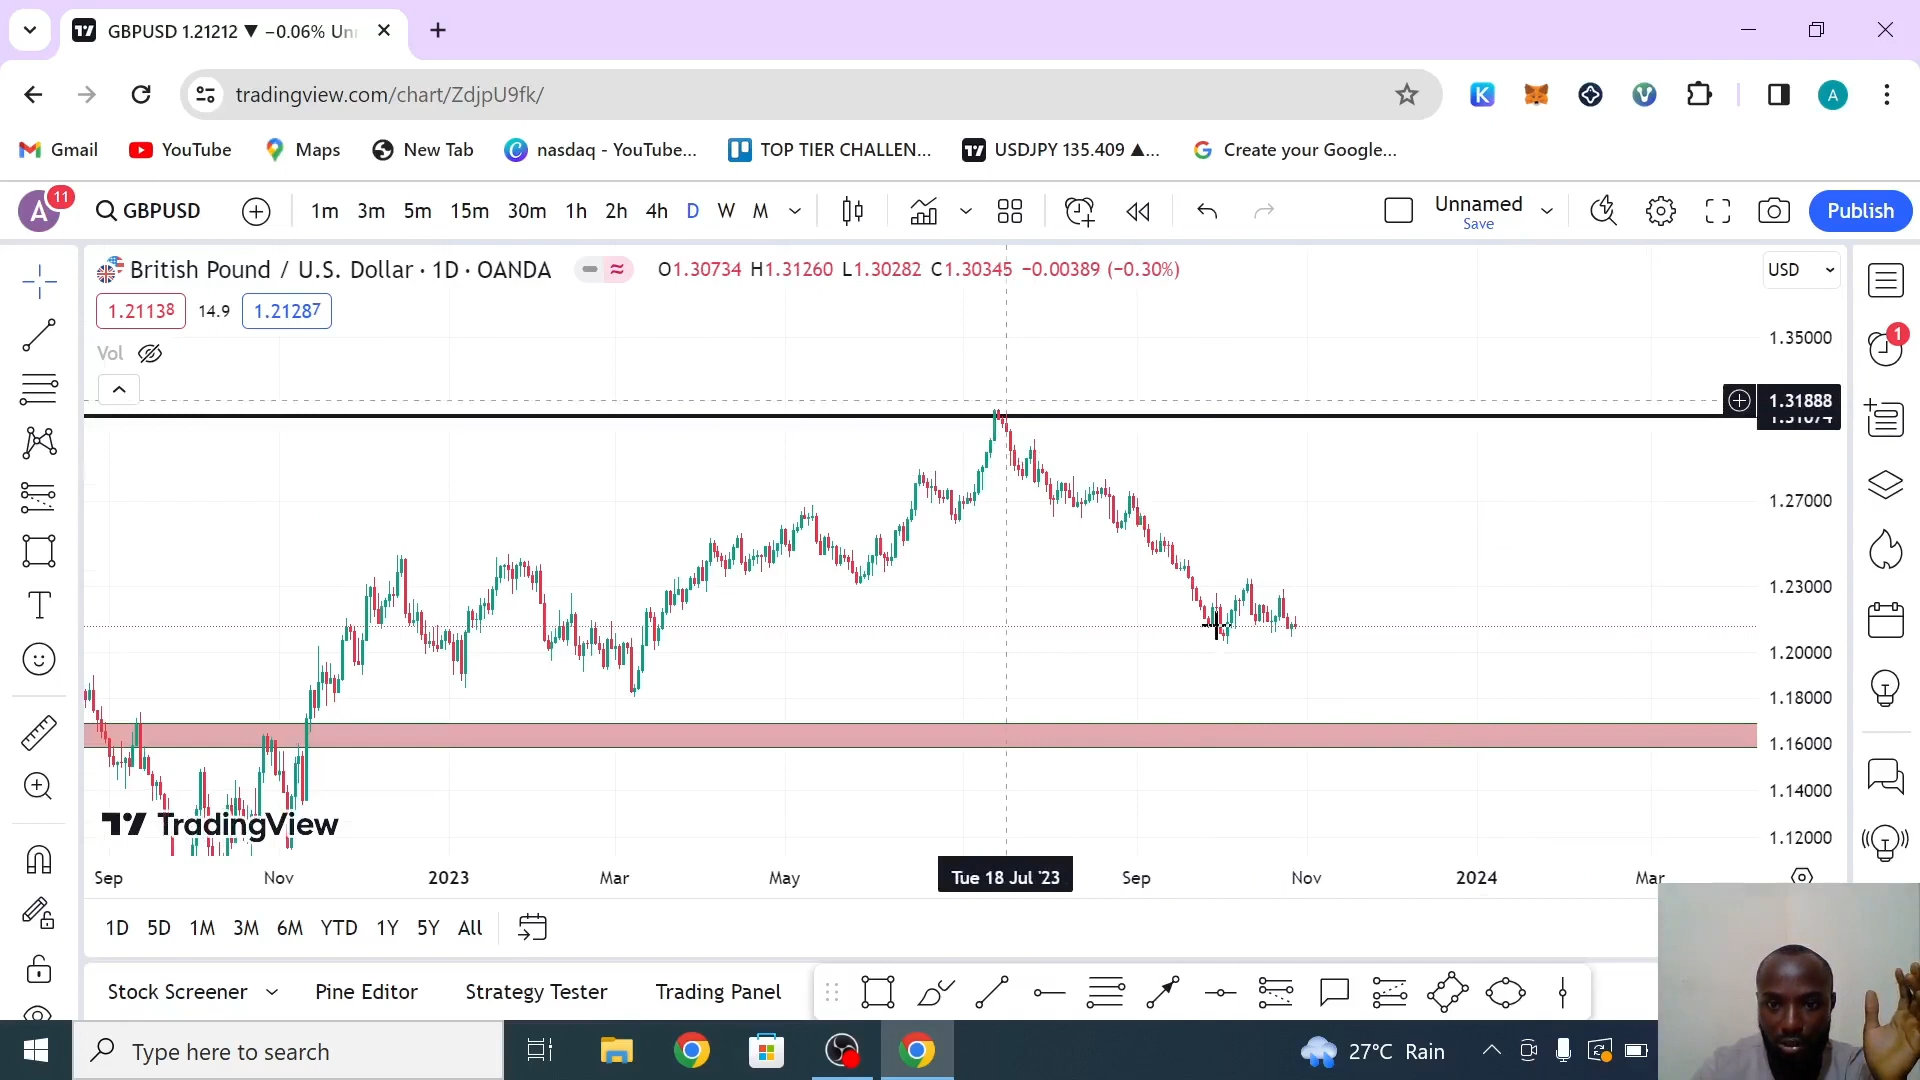 GBPUSD 1.21212 ▼ −0.06% Un
tradingview.com/chart/ZdjpU9fk/
A
Gmail
YouTube
Maps
New Tab
nasdaq - YouTube...
TOP TIER CHALLEN...
USDJPY 135.409 ▲...
Create your Google...
A
11
GBPUSD
1m 3m 5m 15m 30m 1h 2h 4h D W M
Unnamed
Save
Publish
British Pound / U.S. Dollar · 1D · OANDA
O1.30734 H1.31260 L1.30282 C1.30345 −0.00389 (−0.30%)
USD
1.21138 14.9 1.21287
Vol
1
1.35000
1.31888
1.27000
1.23000
1.20000
1.18000
1.16000
1.14000
1.12000
TradingView
Sep Nov 2023 Mar May Tue 18 Jul '23 Sep Nov 2024 Mar
1D 5D 1M 3M 6M YTD 1Y 5Y All
Stock Screener Pine Editor Strategy Tester Trading Panel
T
Type here to search
27°C Rain